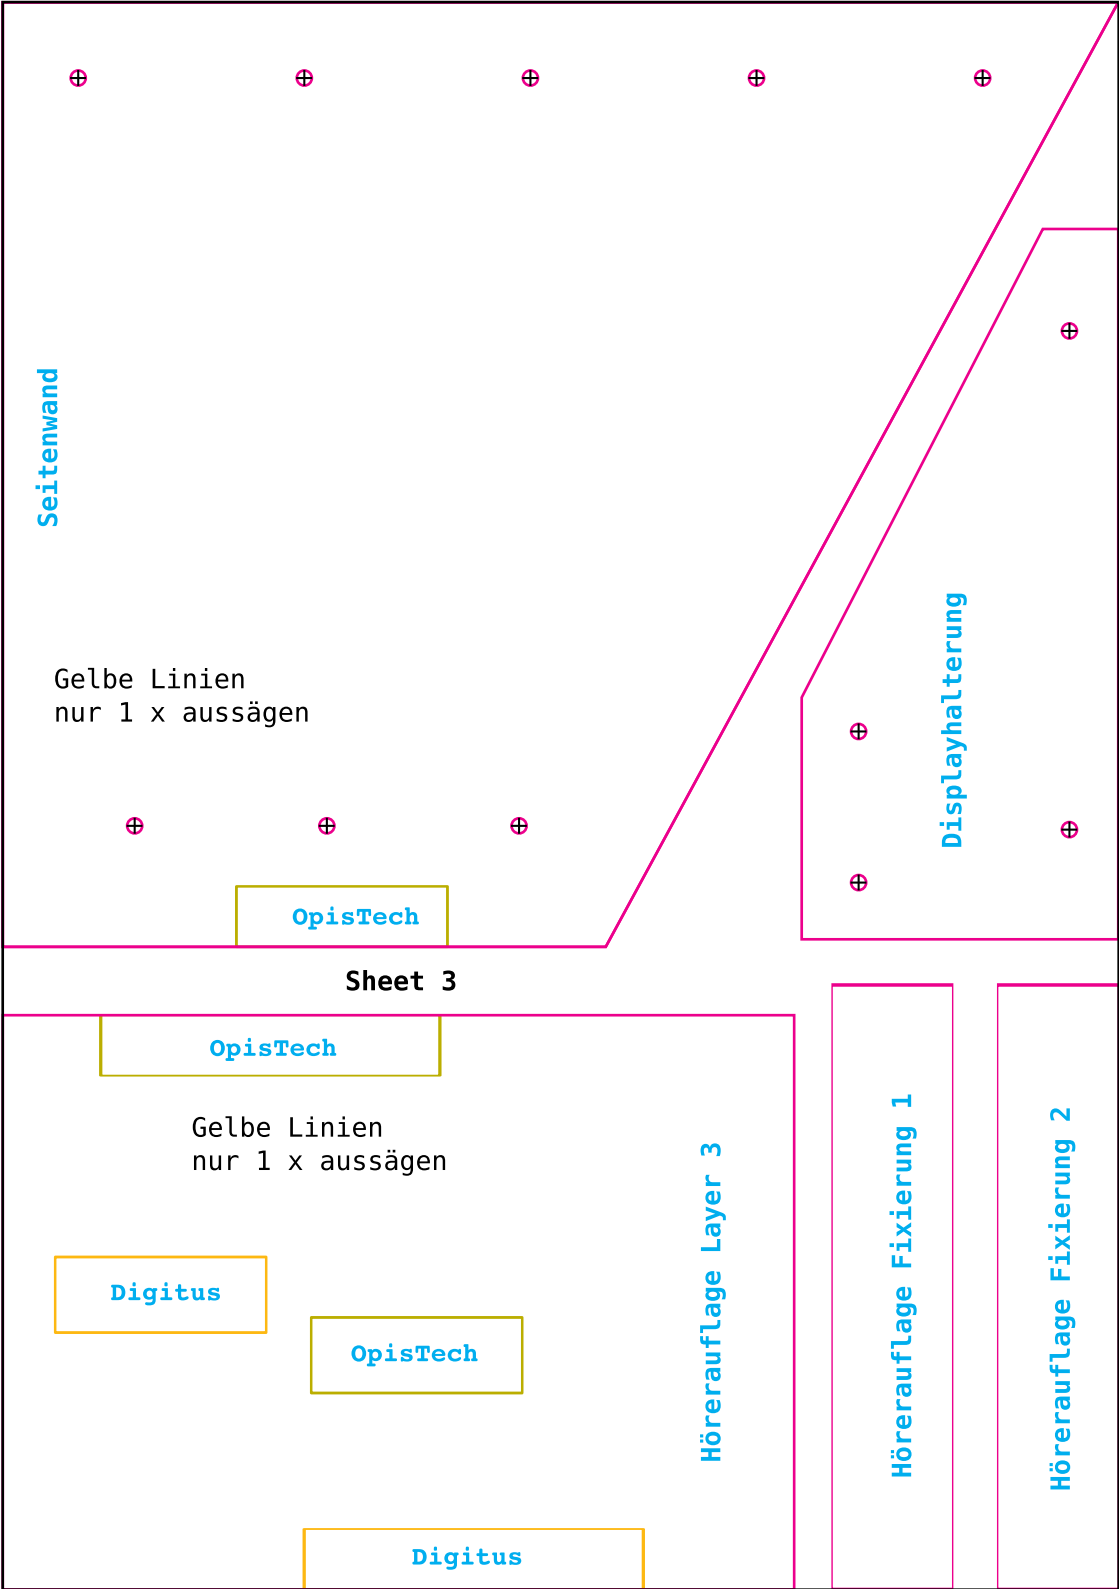 Seitenwand
Gelbe Linien
nur 1 x aussägen
Displayhalterung
OpisTech
Sheet 3
OpisTech
Gelbe Linien
nur 1 x aussägen
Hörerauflage Layer 3
Hörerauflage Fixierung 1
Hörerauflage Fixierung 2
Digitus
OpisTech
Digitus